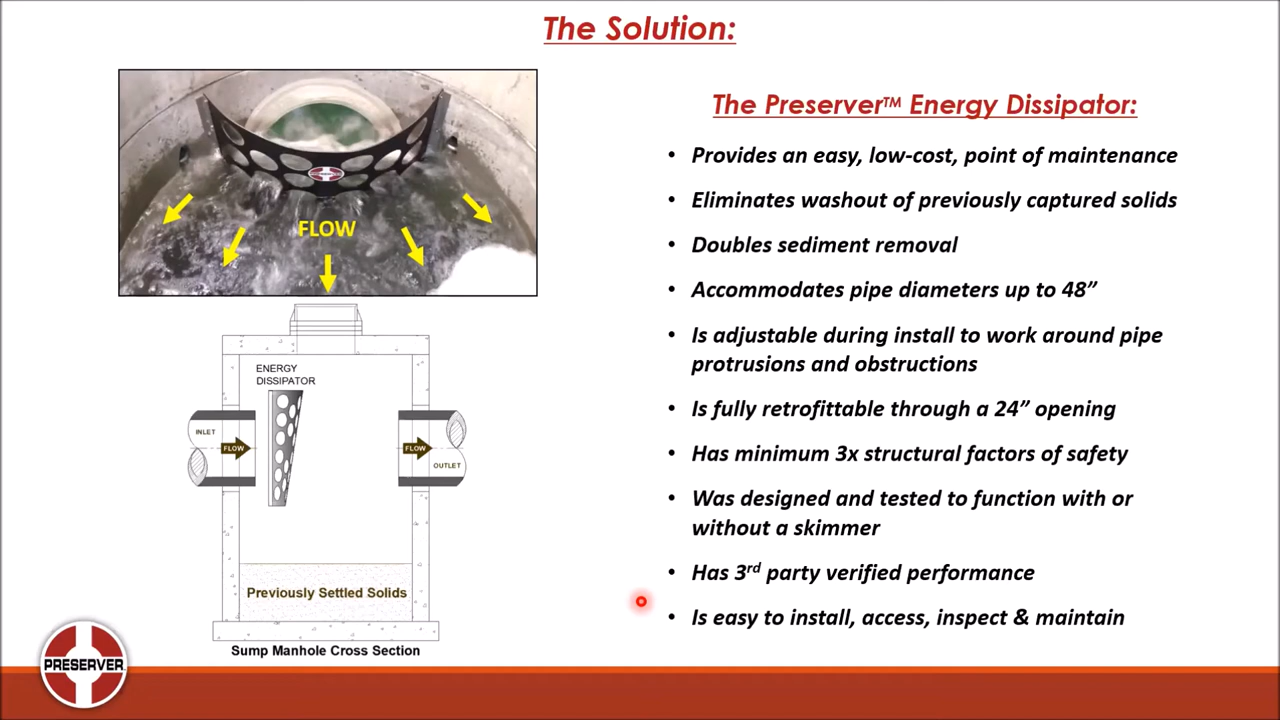 The Solution:
FLOW
ENERGY
DISSIPATOR
INLET
FLOW
FLOW
OUTLET
Previously Settled Solids
Sump Manhole Cross Section
PRESERVER
The Preserver™ Energy Dissipator:
• Provides an easy, low-cost, point of maintenance
• Eliminates washout of previously captured solids
• Doubles sediment removal
• Accommodates pipe diameters up to 48”
• Is adjustable during install to work around pipe
protrusions and obstructions
• Is fully retrofittable through a 24” opening
• Has minimum 3x structural factors of safety
• Was designed and tested to function with or
without a skimmer
• Has 3rd party verified performance
• Is easy to install, access, inspect & maintain